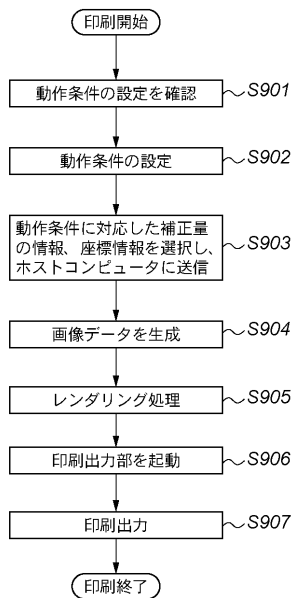 印刷開始
動作条件の設定を確認
S901
動作条件の設定
S902
動作条件に対応した補正量
の情報、座標情報を選択し、
ホストコンピュータに送信
S903
画像データを生成
S904
レンダリング処理
S905
印刷出力部を起動
S906
印刷出力
S907
印刷終了